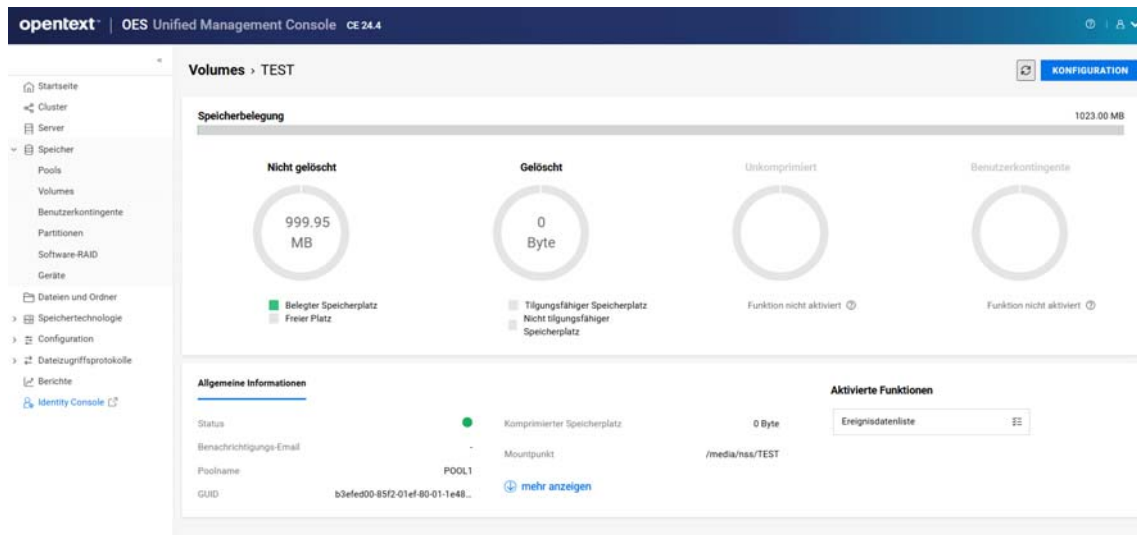 opentext™ | OES Unified Management Console CE 24.4
Volumes › TEST
KONFIGURATION
Startseite
Cluster
Server
Speicher
Pools
Volumes
Benutzerkontingente
Partitionen
Software-RAID
Geräte
Dateien und Ordner
Speichertechnologie
Configuration
Dateizugriffsprotokolle
Berichte
Identity Console
Speicherbelegung 1023.00 MB
Nicht gelöscht
999.95
MB
Belegter Speicherplatz
Freier Platz
Gelöscht
0
Byte
Tilgungsfähiger Speicherplatz
Nicht tilgungsfähiger
Speicherplatz
Unkomprimiert
Funktion nicht aktiviert
Benutzerkontingente
Funktion nicht aktiviert
Allgemeine Informationen
Status
Benachrichtigungs-Email -
Poolname POOL1
GUID b3efed00-85f2-01ef-80-01-1e48...
Komprimierter Speicherplatz 0 Byte
Mountpunkt /media/nss/TEST
mehr anzeigen
Aktivierte Funktionen
Ereignisdatenliste